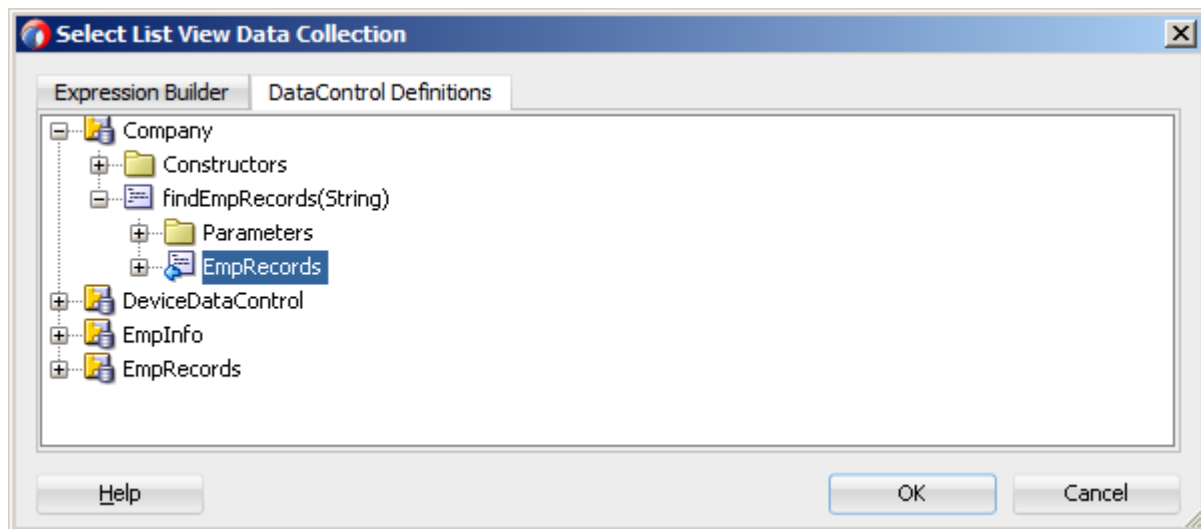 Select List View Data Collection
Expression Builder DataControl Definitions
Company
Constructors
findEmpRecords(String)
Parameters
EmpRecords
DeviceDataControl
EmpInfo
EmpRecords
Help OK Cancel